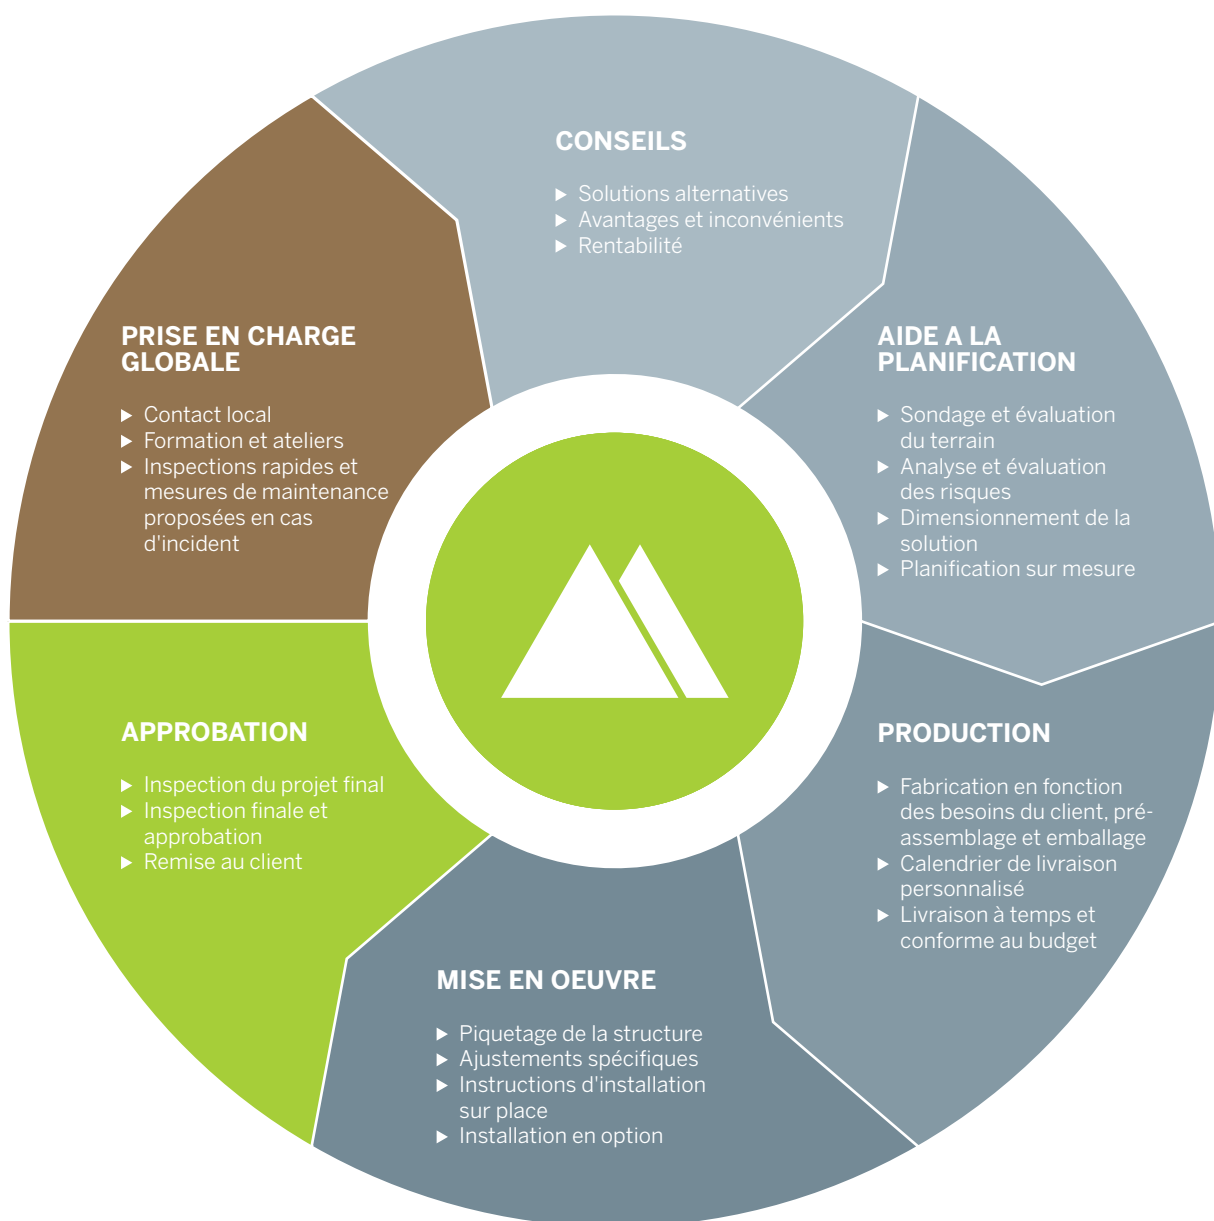 CONSEILS
▶ Solutions alternatives
▶ Avantages et inconvénients
▶ Rentabilité
AIDE A LA
PLANIFICATION
▶ Sondage et évaluation
du terrain
▶ Analyse et évaluation
des risques
▶ Dimensionnement de la
solution
▶ Planification sur mesure
PRODUCTION
▶ Fabrication en fonction
des besoins du client, pré-
assemblage et emballage
▶ Calendrier de livraison
personnalisé
▶ Livraison à temps et
conforme au budget
MISE EN OEUVRE
▶ Piquetage de la structure
▶ Ajustements spécifiques
▶ Instructions d'installation
sur place
▶ Installation en option
APPROBATION
▶ Inspection du projet final
▶ Inspection finale et
approbation
▶ Remise au client
PRISE EN CHARGE
GLOBALE
▶ Contact local
▶ Formation et ateliers
▶ Inspections rapides et
mesures de maintenance
proposées en cas
d'incident